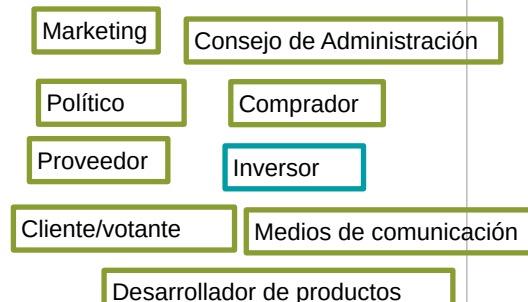 Marketing
Consejo de Administración
Político
Comprador
Proveedor
Inversor
Cliente/votante
Medios de comunicación
Desarrollador de productos